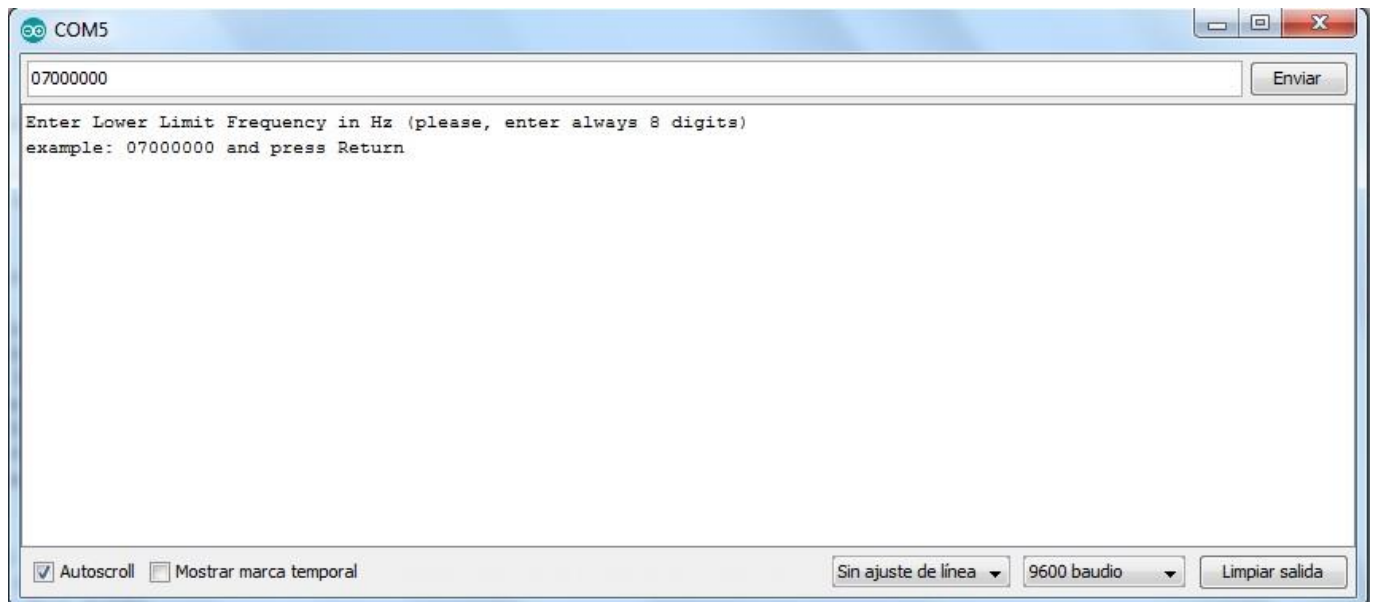 COM5
07000000
Enviar
Enter Lower Limit Frequency in Hz (please, enter always 8 digits)
example: 07000000 and press Return
Autoscroll Mostrar marca temporal Sin ajuste de línea 9600 baudio Limpiar salida